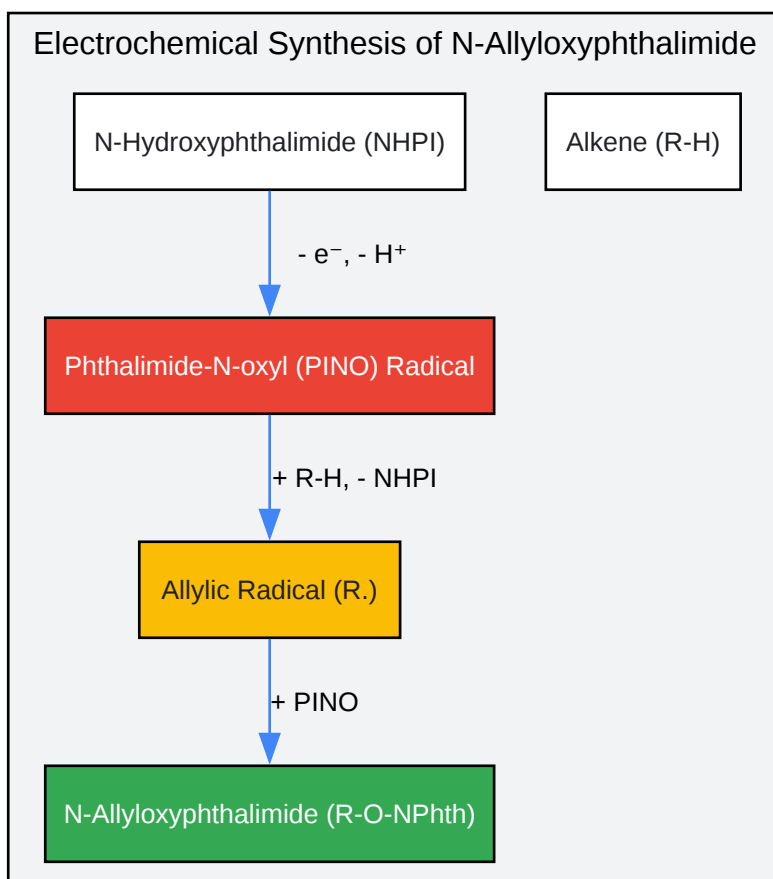 Electrochemical Synthesis of N-Allyloxyphthalimide
N-Hydroxyphthalimide (NHPI)
Alkene (R-H)
- e⁻, - H⁺
Phthalimide-N-oxyl (PINO) Radical
+ R-H, - NHPI
Allylic Radical (R.)
+ PINO
N-Allyloxyphthalimide (R-O-NPhth)